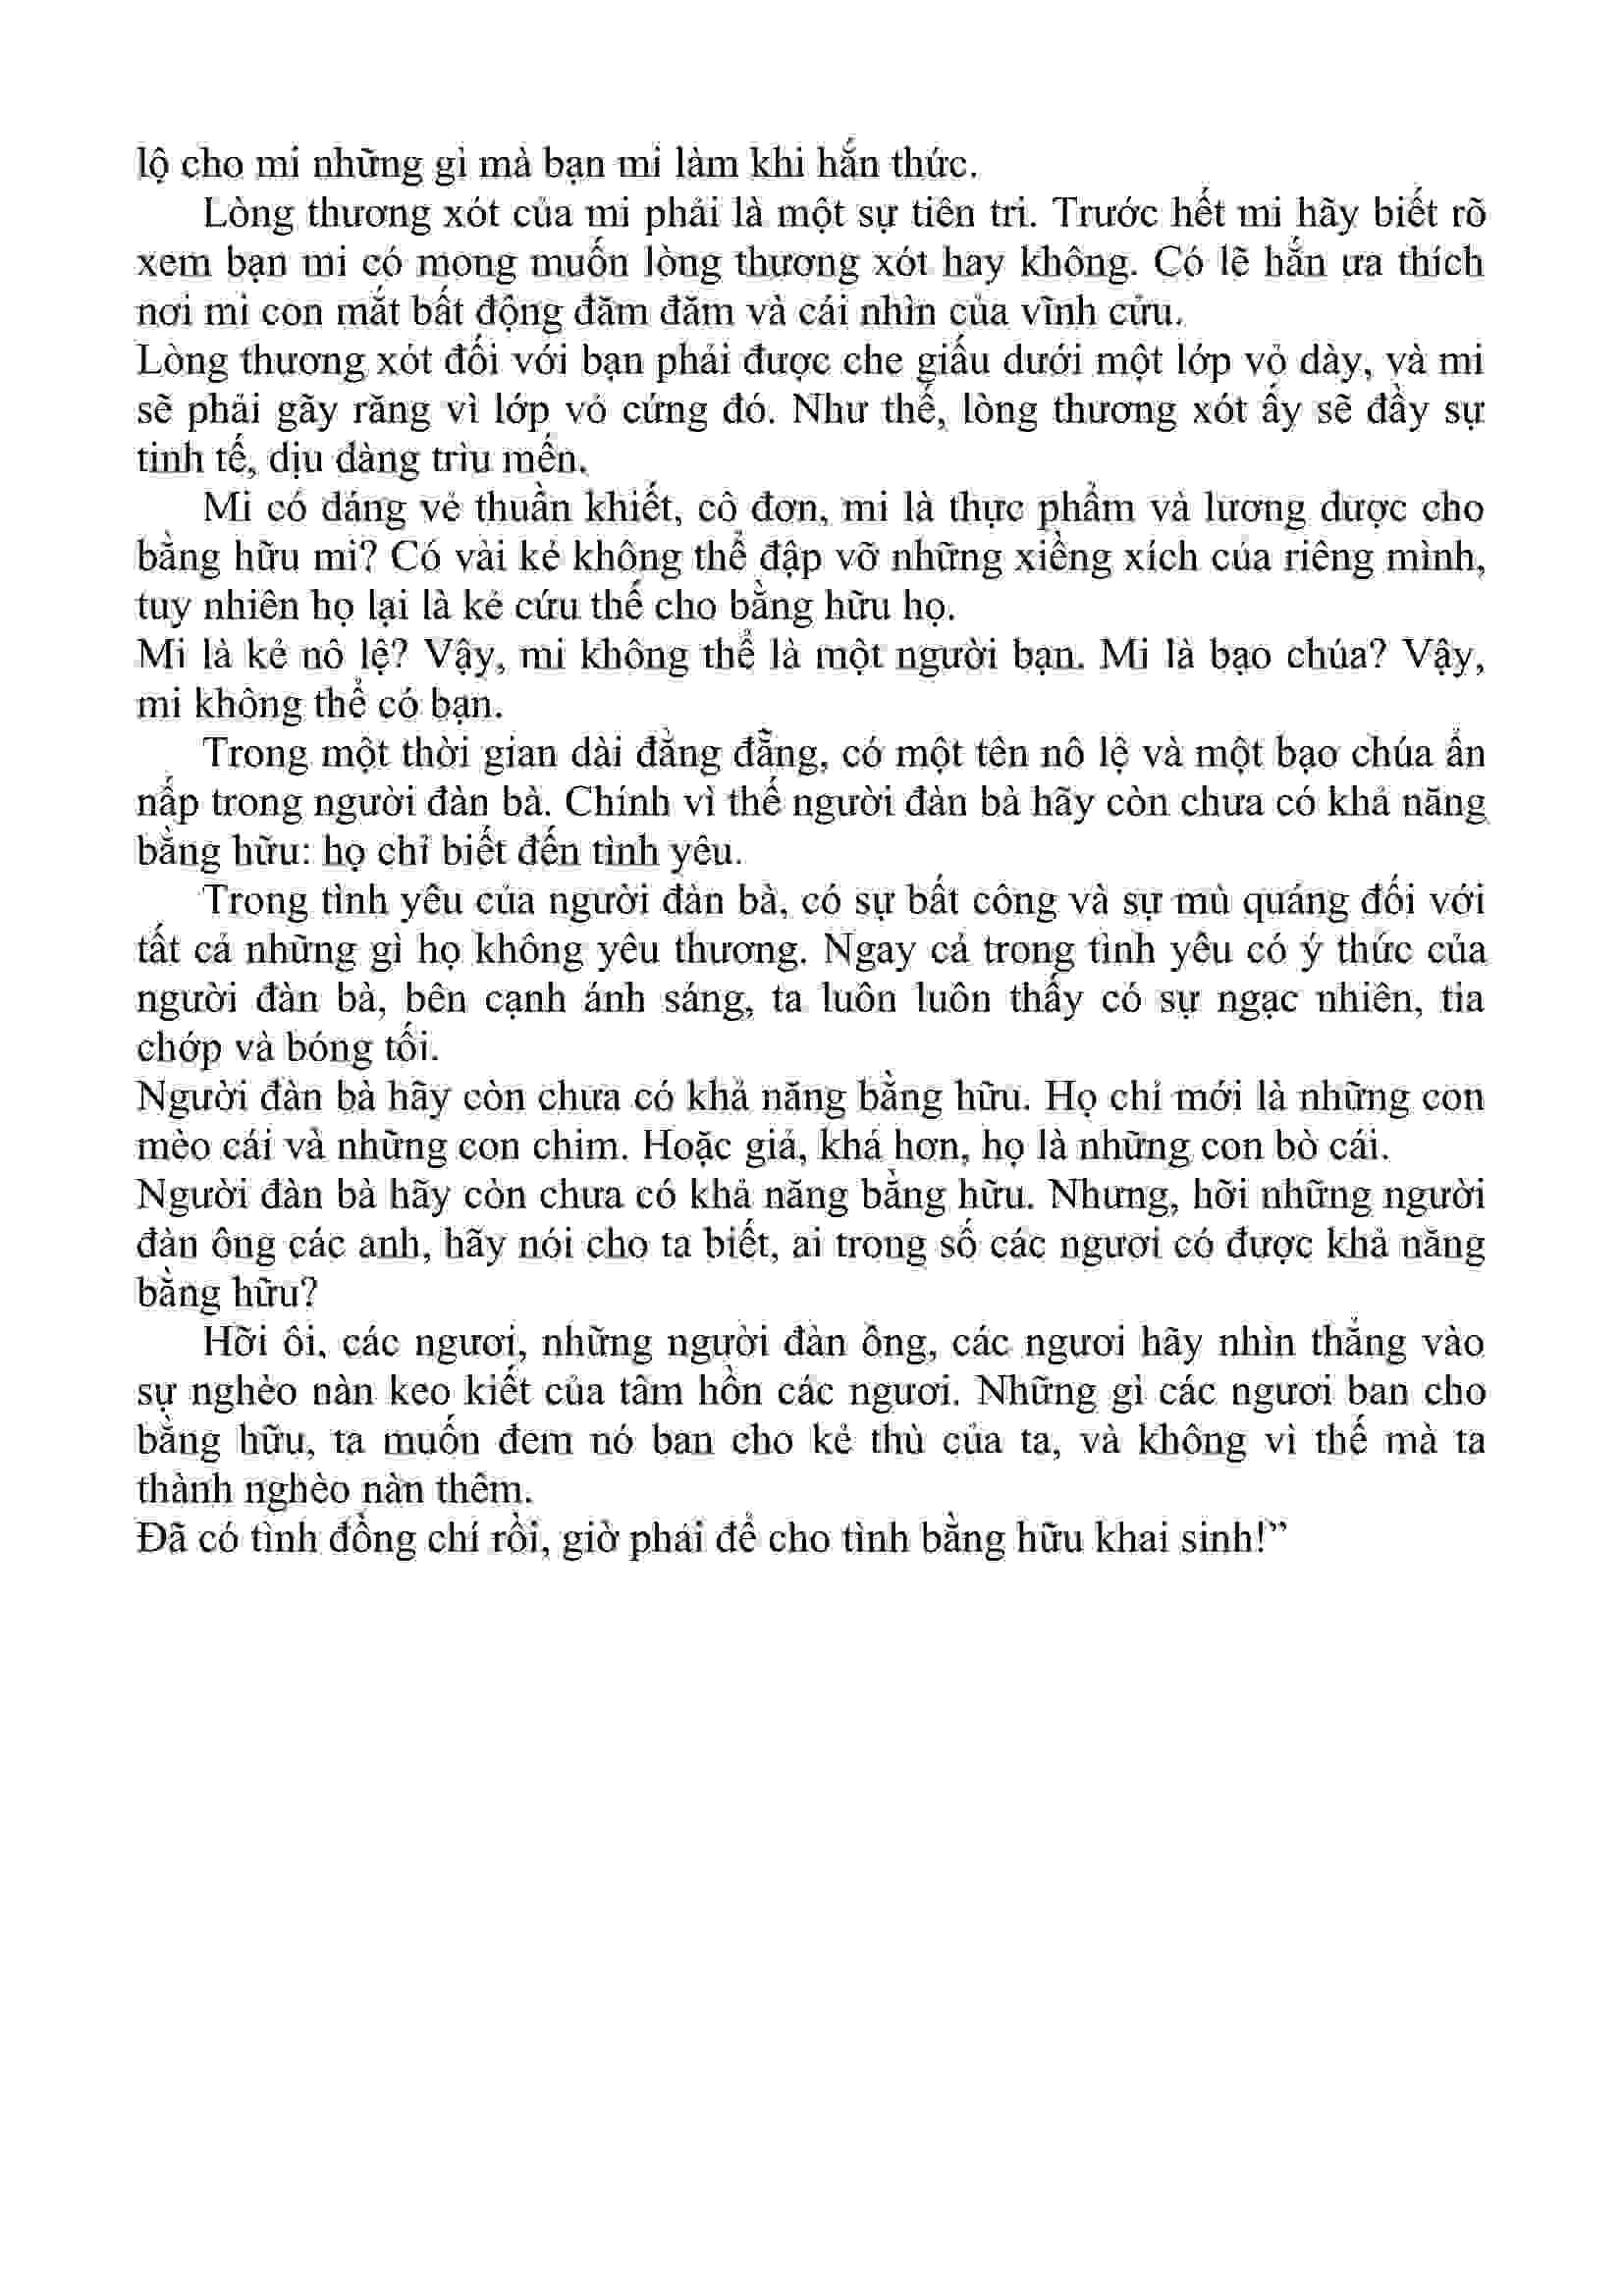 lộ cho mi những gì mà bạn mi làm khi hắn thức.
Lòng thương xót của mi phải là một sự tiên tri. Trước hết mi hãy biết rõ
xem bạn mi có mong muốn lòng thương xót hay không. Có lẽ hắn ưa thích
nơi mi con mắt bất động đăm đăm và cái nhìn của vĩnh cửu.
Lòng thương xót đối với bạn phải được che giấu dưới một lớp vỏ dày, và mi
sẽ phải gãy răng vì lớp vỏ cứng đó. Như thế, lòng thương xót ấy sẽ đầy sự
tinh tế, dịu dàng trìu mến.
Mi có dáng vẻ thuần khiết, cô đơn, mi là thực phẩm và lương dược cho
bằng hữu mi? Có vài kẻ không thể đập vỡ những xiềng xích của riêng mình,
tuy nhiên họ lại là kẻ cứu thế cho bằng hữu họ.
Mi là kẻ nô lệ? Vậy, mi không thể là một người bạn. Mi là bạo chúa? Vậy,
mi không thể có bạn.
Trong một thời gian dài đằng đẵng, có một tên nô lệ và một bạo chúa ẩn
nấp trong người đàn bà. Chính vì thế người đàn bà hãy còn chưa có khả năng
bằng hữu: họ chỉ biết đến tình yêu.
Trong tình yêu của người đàn bà, có sự bất công và sự mù quáng đối với
tất cả những gì họ không yêu thương. Ngay cả trong tình yêu có ý thức của
người đàn bà, bên cạnh ánh sáng, ta luôn luôn thấy có sự ngạc nhiên, tia
chớp và bóng tối.
Người đàn bà hãy còn chưa có khả năng bằng hữu. Họ chỉ mới là những con
mèo cái và những con chim. Hoặc giả, khá hơn, họ là những con bò cái.
Người đàn bà hãy còn chưa có khả năng bằng hữu. Nhưng, hỡi những người
đàn ông các anh, hãy nói cho ta biết, ai trong số các ngươi có được khả năng
bằng hữu?
Hỡi ôi, các ngươi, những người đàn ông, các ngươi hãy nhìn thẳng vào
sự nghèo nàn keo kiết của tâm hồn các ngươi. Những gì các ngươi ban cho
bằng hữu, ta muốn đem nó ban cho kẻ thù của ta, và không vì thế mà ta
thành nghèo nàn thêm.
Đã có tình đồng chí rồi, giờ phải để cho tình bằng hữu khai sinh!”